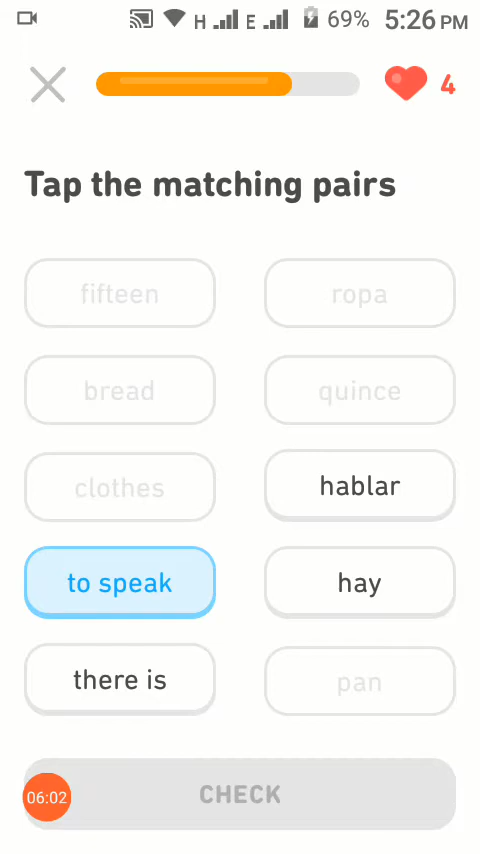 H E 69% 5:26 PM
4
Tap the matching pairs
fifteen ropa
bread quince
clothes hablar
to speak hay
there is pan
CHECK
06:02